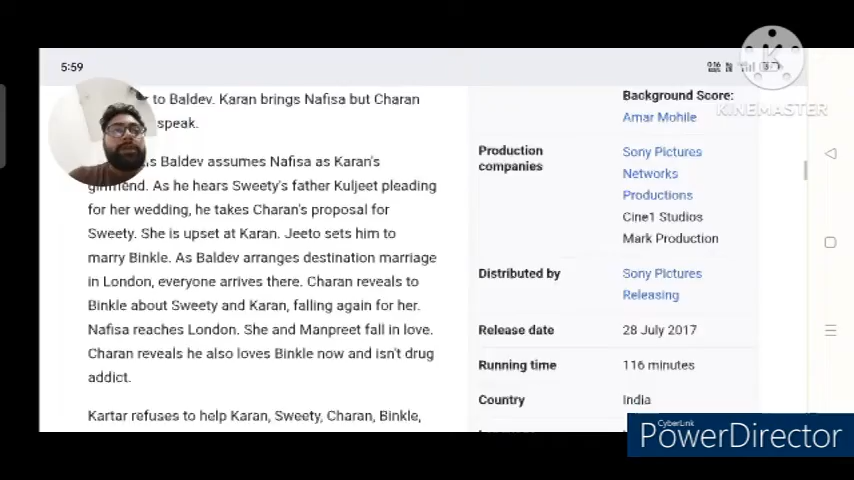 5:59
KINEMASTER
to Baldev. Karan brings Nafisa but Charan
speak.
is Baldev assumes Nafisa as Karan's
girlfriend. As he hears Sweety's father Kuljeet pleading
for her wedding, he takes Charan's proposal for
Sweety. She is upset at Karan. Jeeto sets him to
marry Binkle. As Baldev arranges destination marriage
in London, everyone arrives there. Charan reveals to
Binkle about Sweety and Karan, falling again for her.
Nafisa reaches London. She and Manpreet fall in love.
Charan reveals he also loves Binkle now and isn't drug
addict.
Kartar refuses to help Karan, Sweety, Charan, Binkle,
Background Score:
Amar Mohile
Production
companies
Sony Pictures
Networks
Productions
Cine1 Studios
Mark Production
Distributed by
Sony Pictures
Releasing
Release date
28 July 2017
Running time
116 minutes
Country
India
CyberLink
PowerDirector